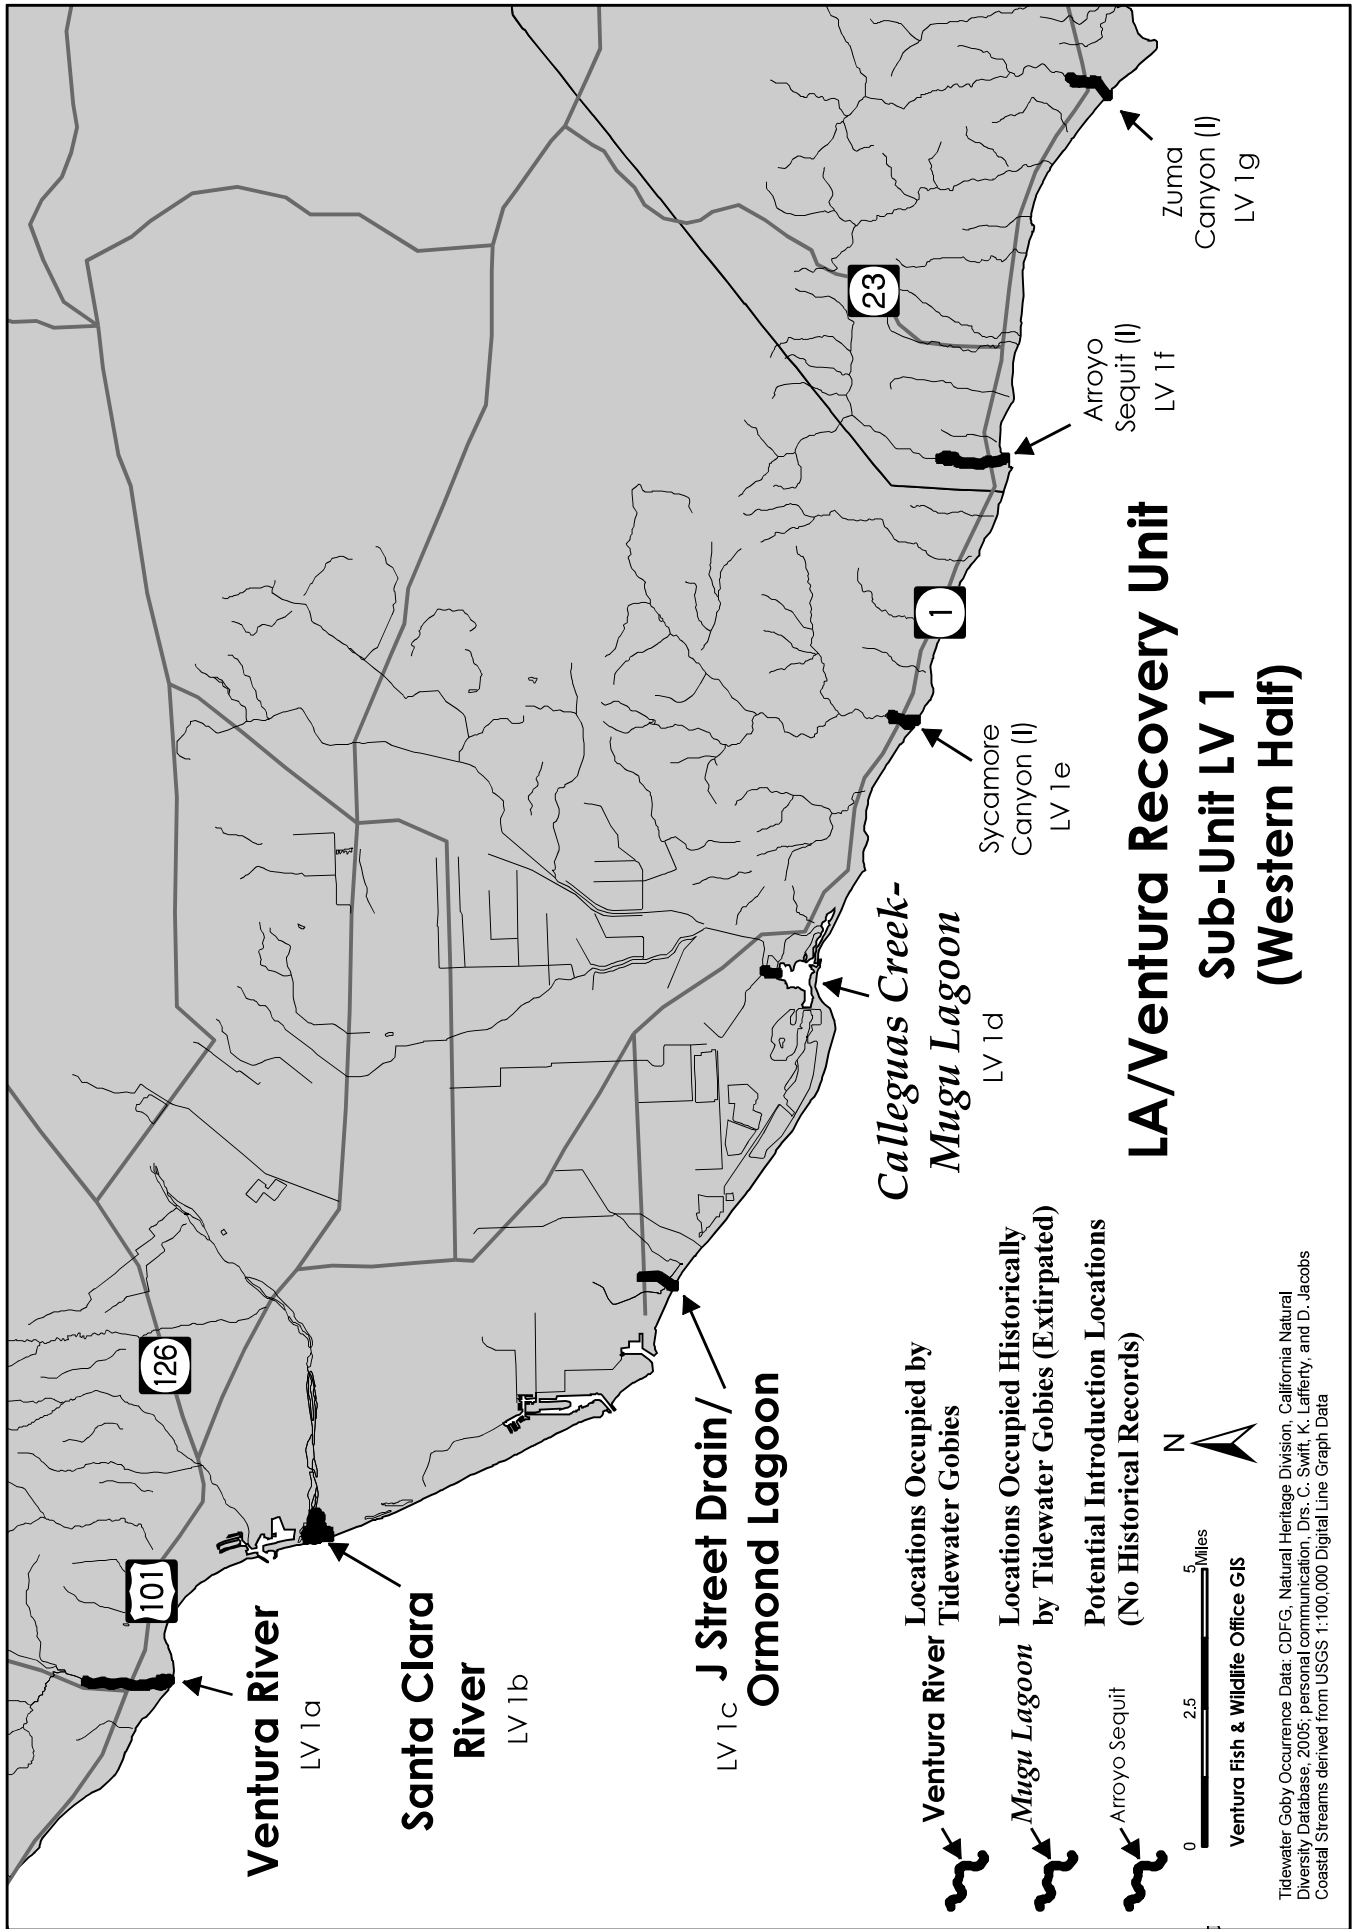 126
101
23
1
Ventura River
LV 1a
Santa Clara
River
LV 1b
J Street Drain/
Ormond Lagoon
LV 1c
Calleguas Creek-
Mugu Lagoon
LV 1d
Sycamore
Canyon (I)
LV 1e
Arroyo
Sequit (I)
LV 1f
Zuma
Canyon (I)
LV 1g
LA/Ventura Recovery Unit
Sub-Unit LV 1
(Western Half)
Ventura River
Locations Occupied by
Tidewater Gobies
Mugu Lagoon
Locations Occupied Historically
by Tidewater Gobies (Extirpated)
Arroyo Sequit
Potential Introduction Locations
(No Historical Records)
N
0 2.5 5
Miles
Ventura Fish & Wildlife Office GIS
Tidewater Goby Occurrence Data: CDFG, Natural Heritage Division, California Natural
Diversity Database, 2005; personal communication, Drs. C. Swift, K. Lafferty, and D. Jacobs
Coastal Streams derived from USGS 1:100,000 Digital Line Graph Data